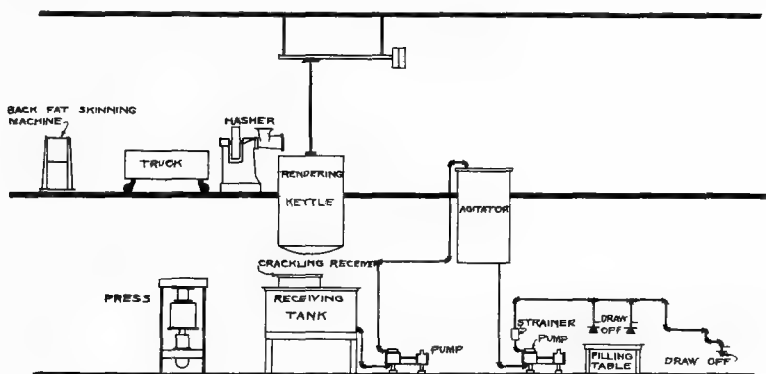 BACK FAT SKINNING
MACHINE
HASHER
TRUCK
RENDERING
KETTLE
AGITATOR
CRACKLING RECEIVER
PRESS
RECEIVING
TANK
PUMP
STRAINER
PUMP
DRAW
OFF
FILLING
TABLE
DRAW OFF